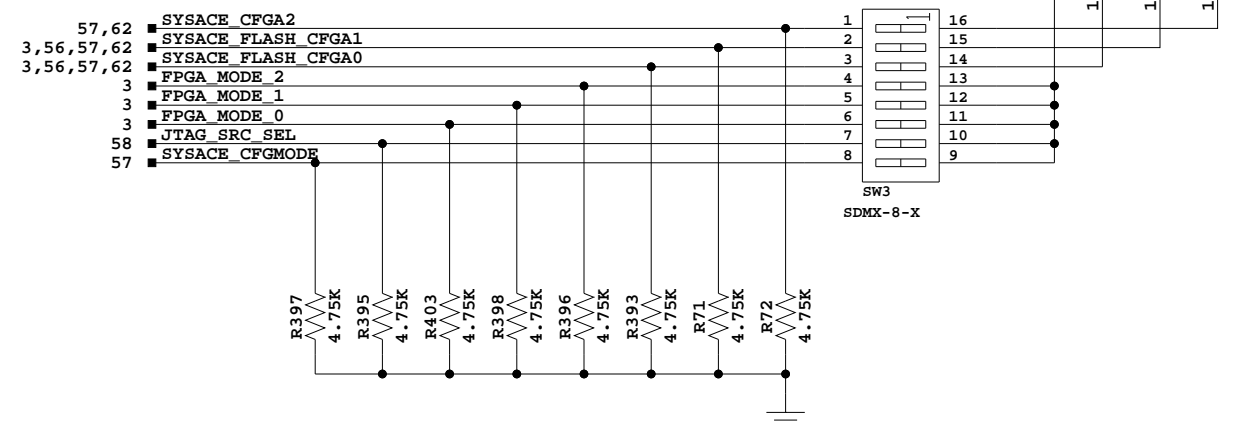 1 1 1
57,62 SYSACE_CFGA2 1 16
3,56,57,62 SYSACE_FLASH_CFGA1 2 15
3,56,57,62 SYSACE_FLASH_CFGA0 3 14
3 FPGA_MODE_2 4 13
3 FPGA_MODE_1 5 12
3 FPGA_MODE_0 6 11
58 JTAG_SRC_SEL 7 10
57 SYSACE_CFGMODE 8 9
1
SW3
SDMX-8-X
R397 4.75K
R395 4.75K
R403 4.75K
R398 4.75K
R396 4.75K
R393 4.75K
R71 4.75K
R72 4.75K